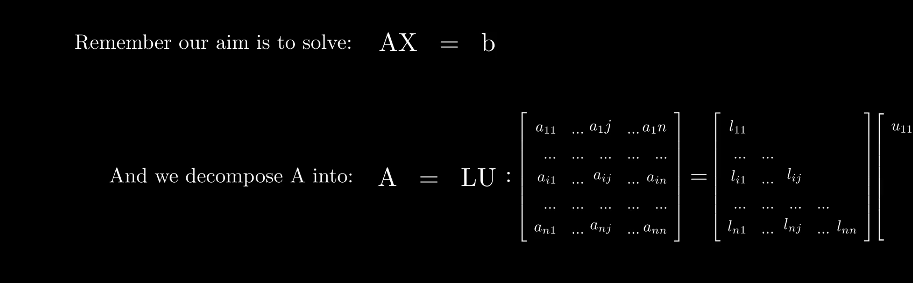 Remember our aim is to solve: AX = b
And we decompose A into: A = LU :
a11 ... a1j ... a1n
... ... ... ... ...
ai1 ... aij ... ain
... ... ... ... ...
an1 ... anj ... ann
=
l11
... ...
li1 ... lij
... ... ... ...
ln1 ... lnj ... lnn
u11